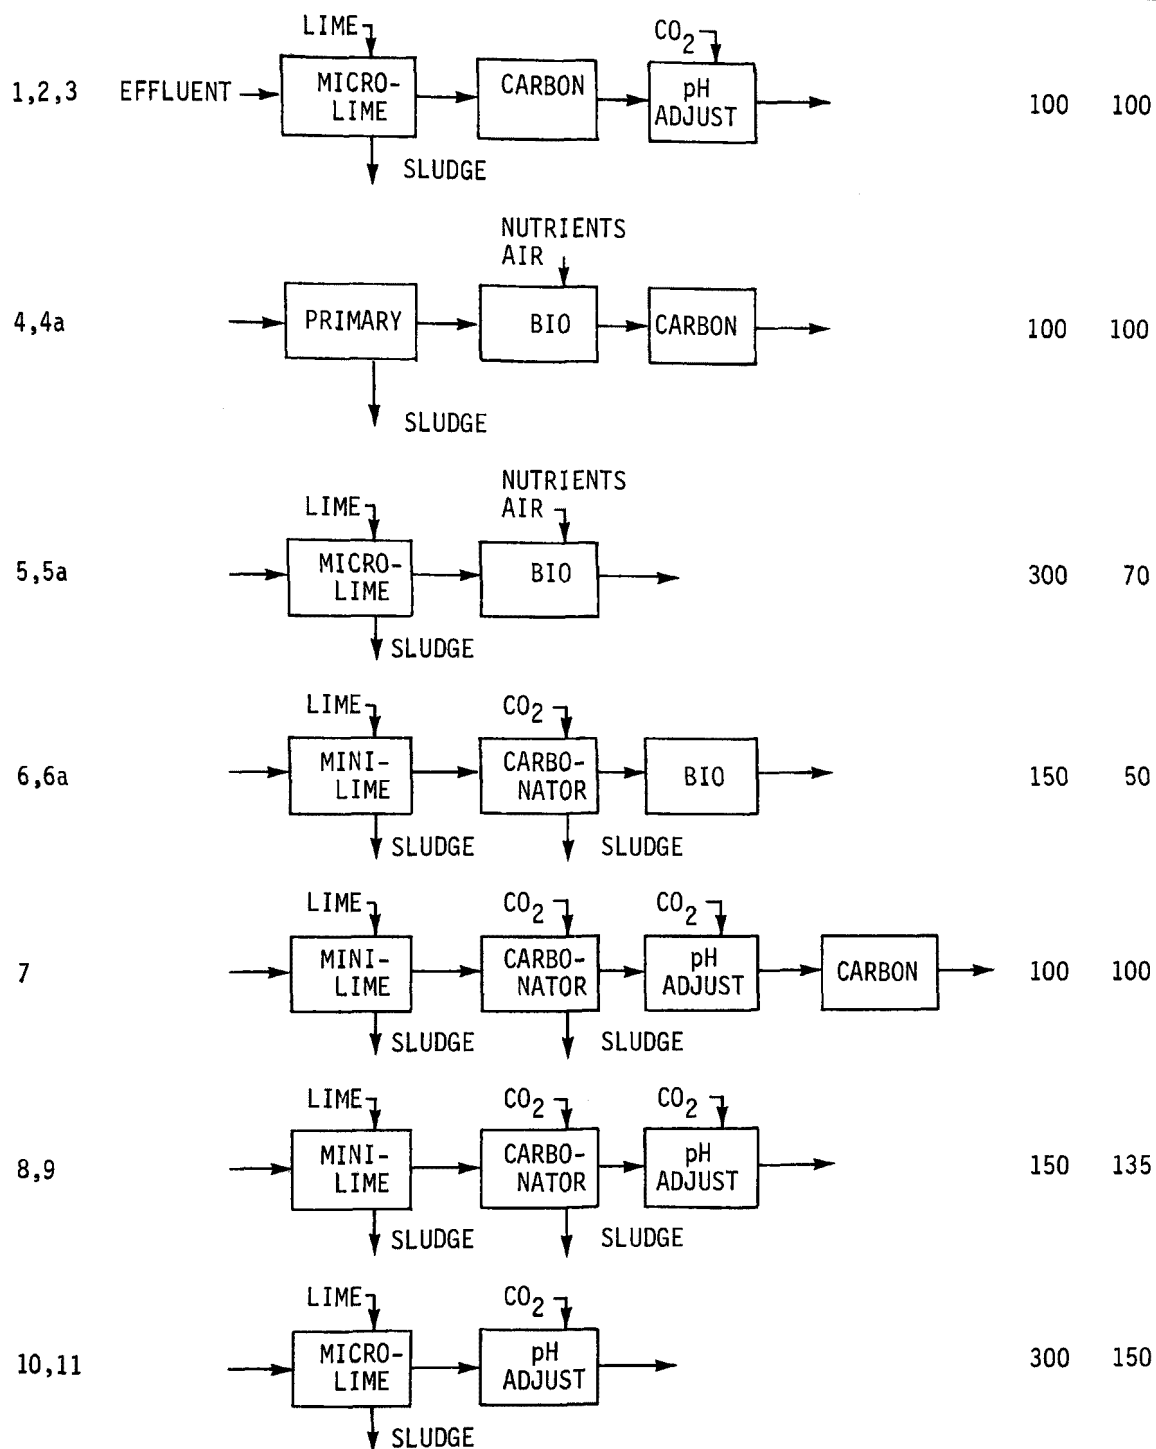 LIME CO2
1,2,3 EFFLUENT MICRO-LIME CARBON pH ADJUST 100 100
SLUDGE
NUTRIENTS
AIR
4,4a PRIMARY BIO CARBON 100 100
SLUDGE
NUTRIENTS
LIME AIR
5,5a MICRO-LIME BIO 300 70
SLUDGE
LIME CO2
6,6a MINI-LIME CARBO-NATOR BIO 150 50
SLUDGE SLUDGE
LIME CO2 CO2
7 MINI-LIME CARBO-NATOR pH ADJUST CARBON 100 100
SLUDGE SLUDGE
LIME CO2 CO2
8,9 MINI-LIME CARBO-NATOR pH ADJUST 150 135
SLUDGE SLUDGE
LIME CO2
10,11 MICRO-LIME pH ADJUST 300 150
SLUDGE